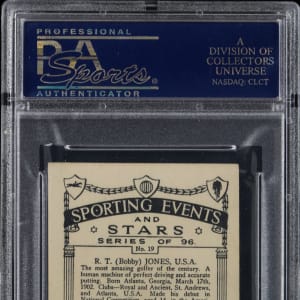 PROFESSIONAL
PSA
Sports
®
AUTHENTICATOR
A
DIVISION OF
COLLECTORS
UNIVERSE
NASDAQ: CLCT
SPORTING EVENTS
AND
STARS
SERIES OF 96
No. 19
R. T. (Bobby) JONES, U.S.A.
The most amazing golfer of the century. A
human machine of perfect driving and accurate
putting. Born Atlanta, Georgia, March 17th,
1902. Clubs—Royal and Ancient, St. Andrews,
and Atlanta, U.S.A. Made his debut in